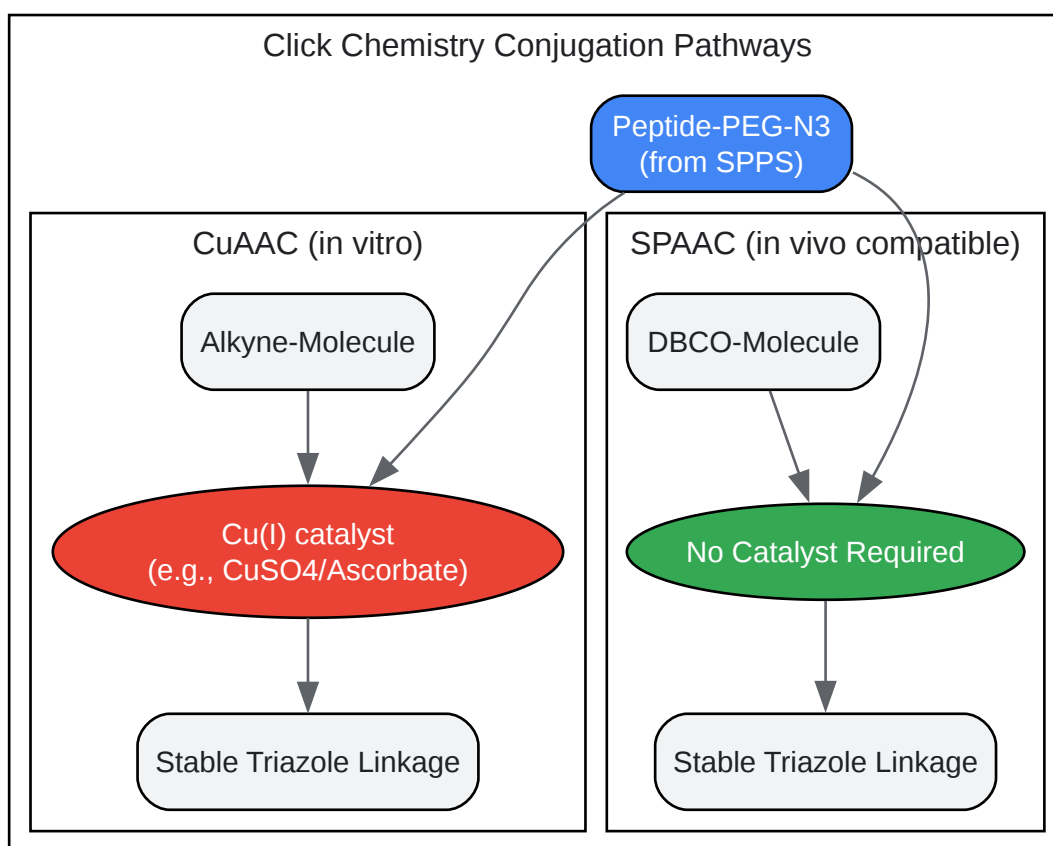 Click Chemistry Conjugation Pathways
Peptide-PEG-N3
(from SPPS)
CuAAC (in vitro)
Alkyne-Molecule
Cu(I) catalyst
(e.g., CuSO4/Ascorbate)
Stable Triazole Linkage
SPAAC (in vivo compatible)
DBCO-Molecule
No Catalyst Required
Stable Triazole Linkage